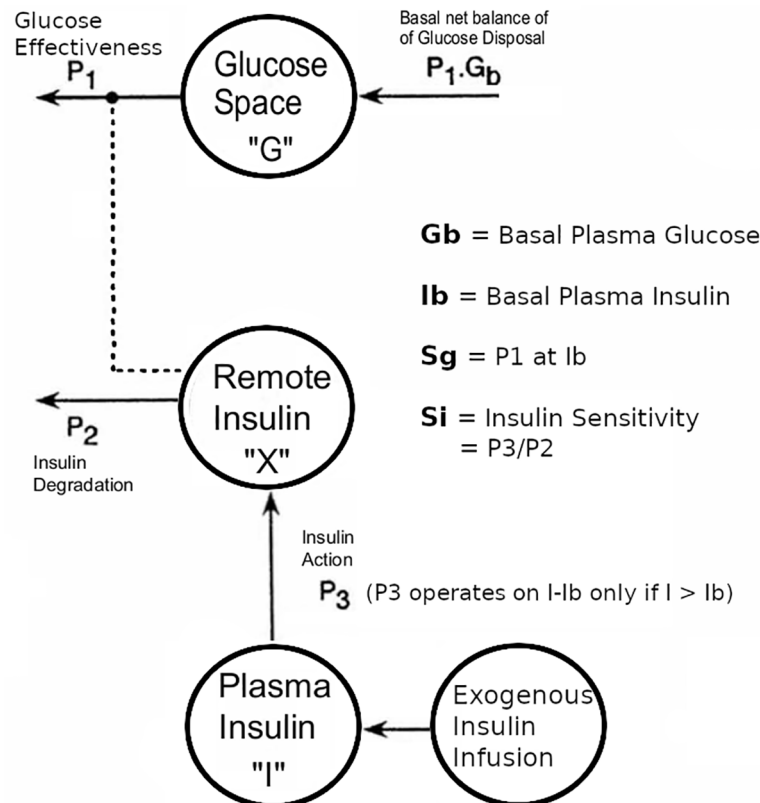 Glucose
Effectiveness
P1
Glucose
Space
"G"
Basal net balance of
of Glucose Disposal
P1.Gb
Gb = Basal Plasma Glucose
Ib = Basal Plasma Insulin
Sg = P1 at Ib
Si = Insulin Sensitivity
= P3/P2
Remote
Insulin
"X"
P2
Insulin
Degradation
Insulin
Action
P3 (P3 operates on I-Ib only if I > Ib)
Plasma
Insulin
"I"
Exogenous
Insulin
Infusion